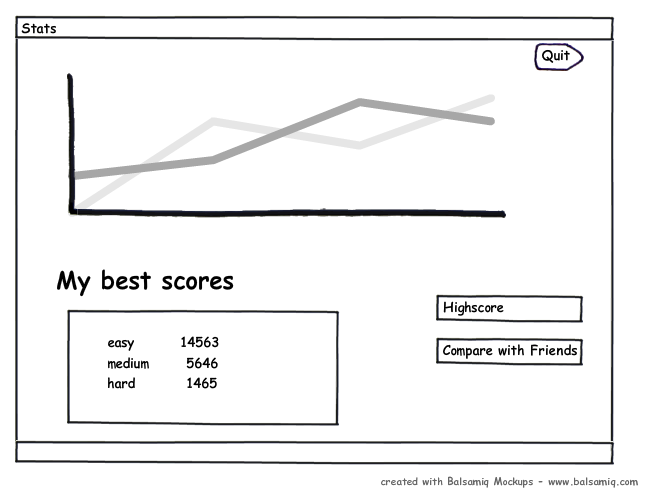 Stats
Quit
My best scores
easy 14563
medium 5646
hard 1465
Highscore
Compare with Friends
created with Balsamiq Mockups - www.balsamiq.com